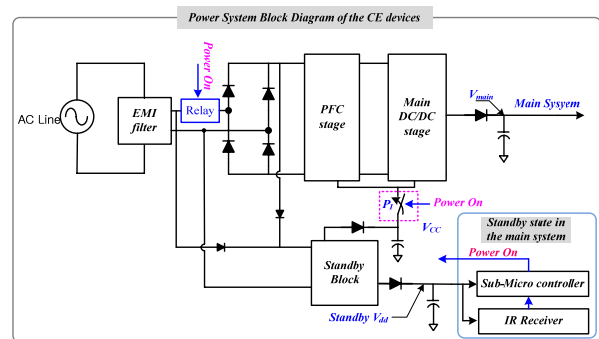 Power System Block Diagram of the CE devices
Power On
AC Line
EMI
filter
Relay
PFC
stage
Main
DC/DC
stage
Vmain
Main Sysyem
P1
Power On
VCC
Standby
Block
Standby Vdd
Standby state in
the main system
Power On
Sub-Micro controller
IR Receiver